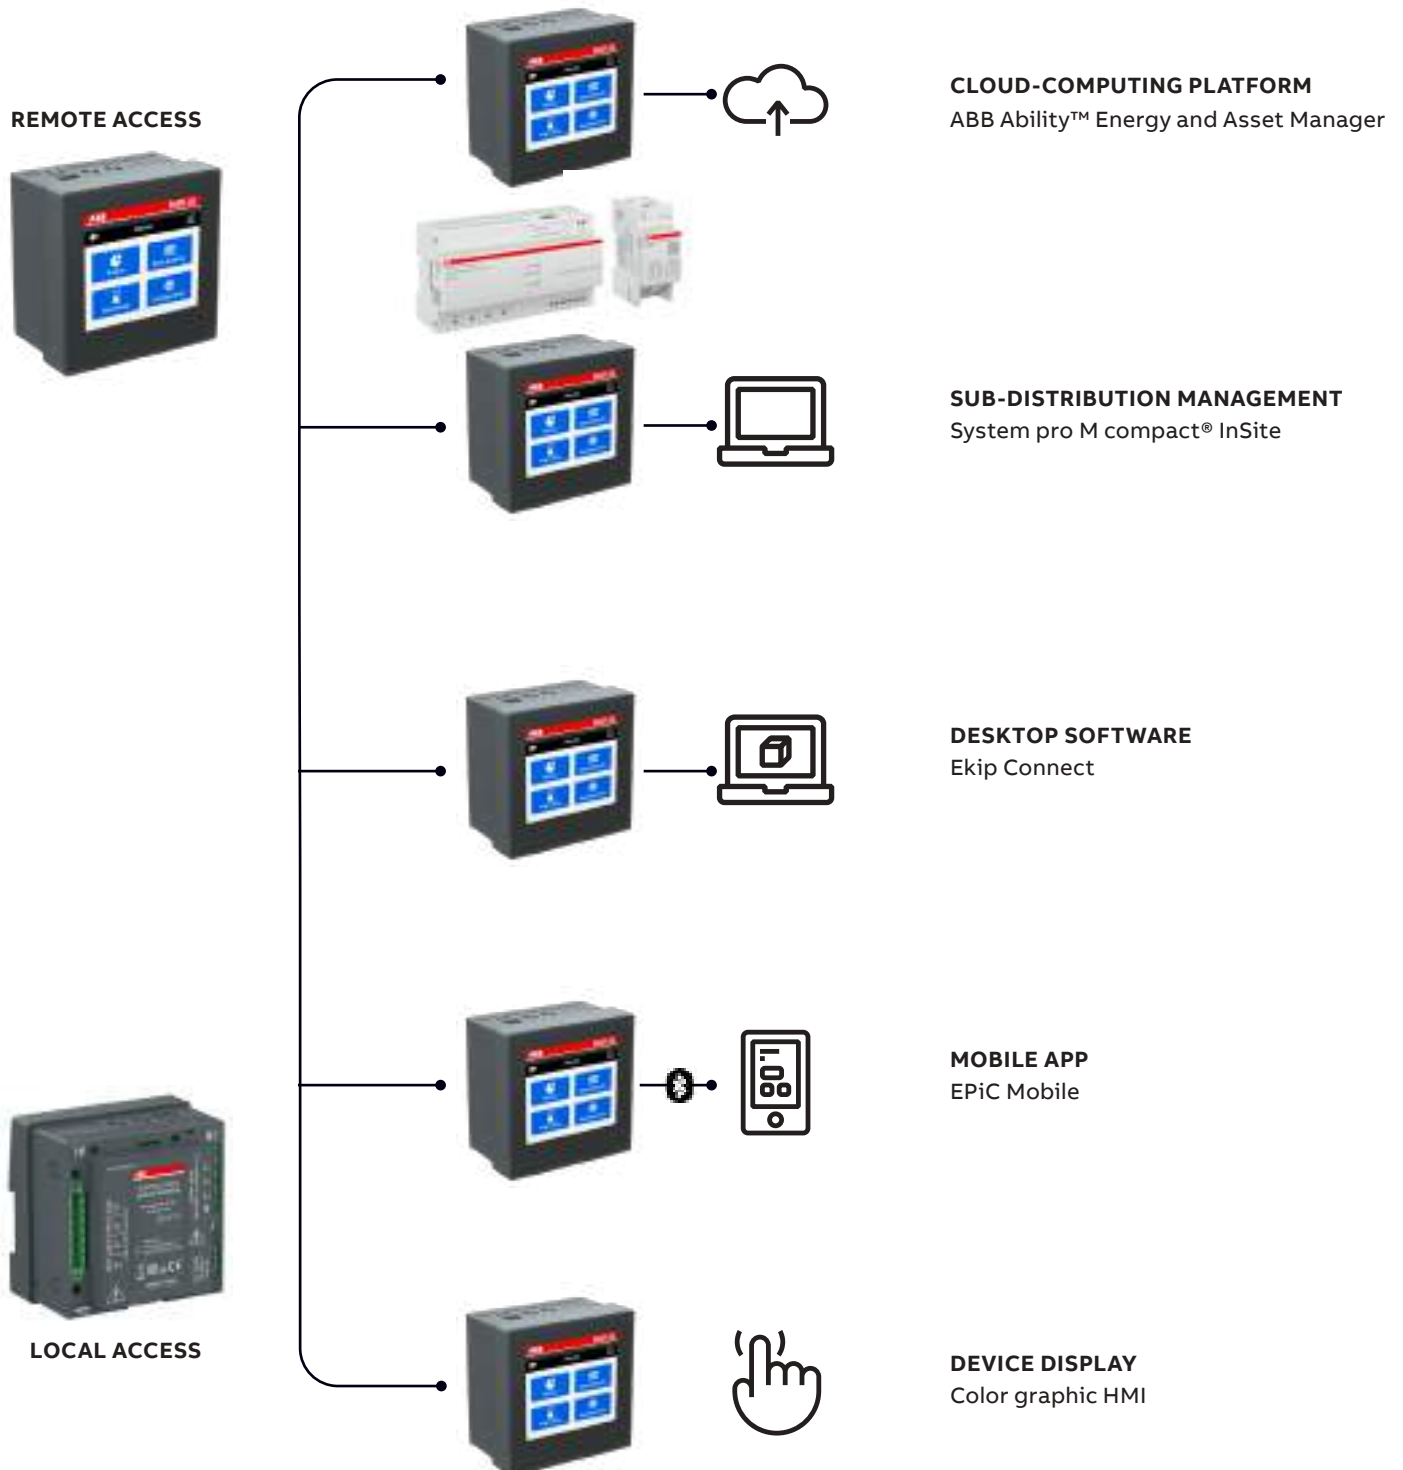 REMOTE ACCESS
CLOUD-COMPUTING PLATFORM
ABB Ability™ Energy and Asset Manager
SUB-DISTRIBUTION MANAGEMENT
System pro M compact® InSite
DESKTOP SOFTWARE
Ekip Connect
MOBILE APP
EPiC Mobile
LOCAL ACCESS
DEVICE DISPLAY
Color graphic HMI